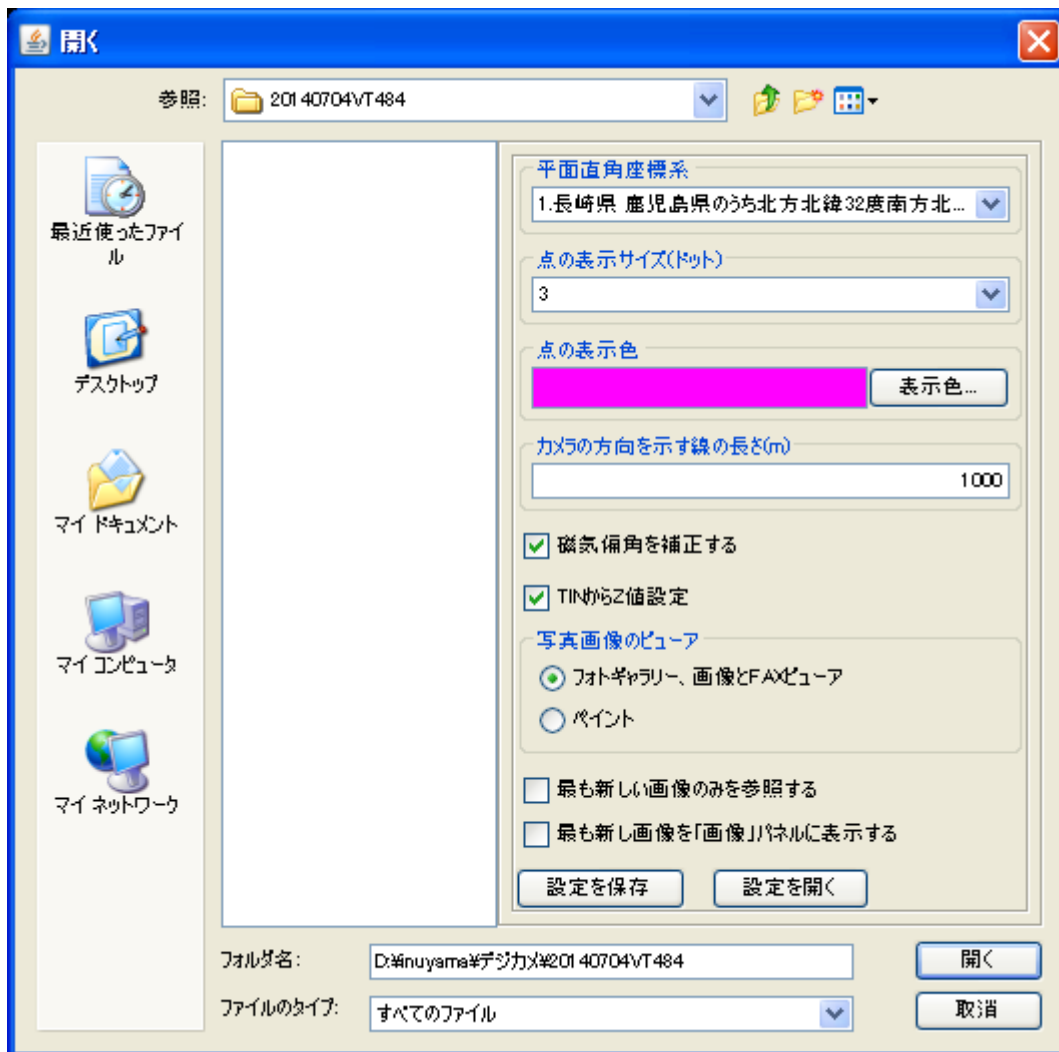 開く
参照: 20140704VT484
最近使ったファイ
ル
デスクトップ
マイ ドキュメント
マイ コンピュータ
マイ ネットワーク
平面直角座標系
1.長崎県 鹿児島県のうち北方北緯32度南方北...
点の表示サイズ(ドット)
3
点の表示色
表示色...
カメラの方向を示す線の長さ(m)
1000
磁気偏角を補正する
TINからZ値設定
写真画像のビューア
フォトギャラリー、画像とFAXビューア
ペイント
最も新しい画像のみを参照する
最も新し画像を「画像」パネルに表示する
設定を保存 設定を開く
フォルダ名: D:¥inuyama¥デジカメ¥20140704VT484 開く
ファイルのタイプ: すべてのファイル 取消